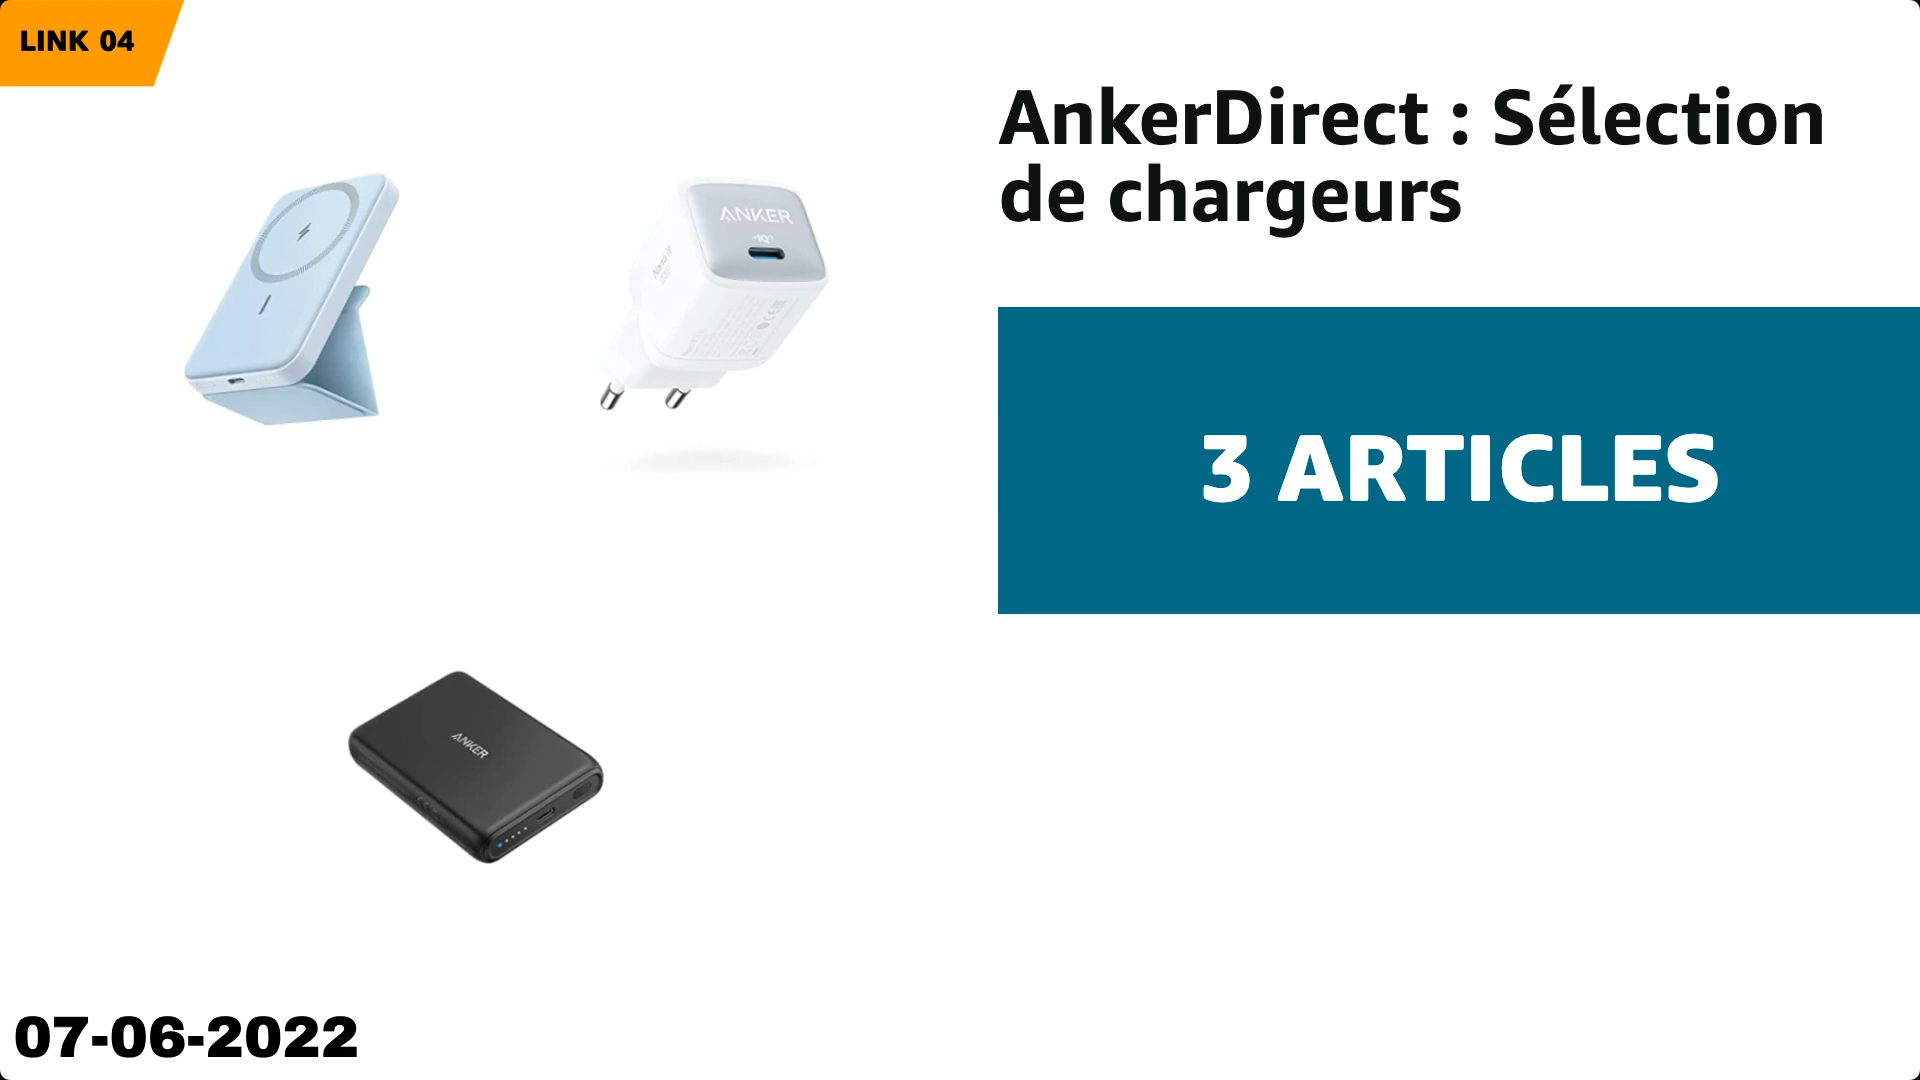 LINK 04
AnkerDirect : Sélection
de chargeurs
ANKER
3 ARTICLES
ANKER
07-06-2022